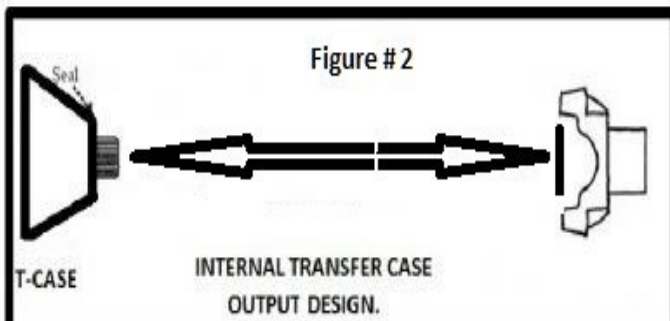 Figure # 2
Seal
T-CASE
INTERNAL TRANSFER CASE
OUTPUT DESIGN.